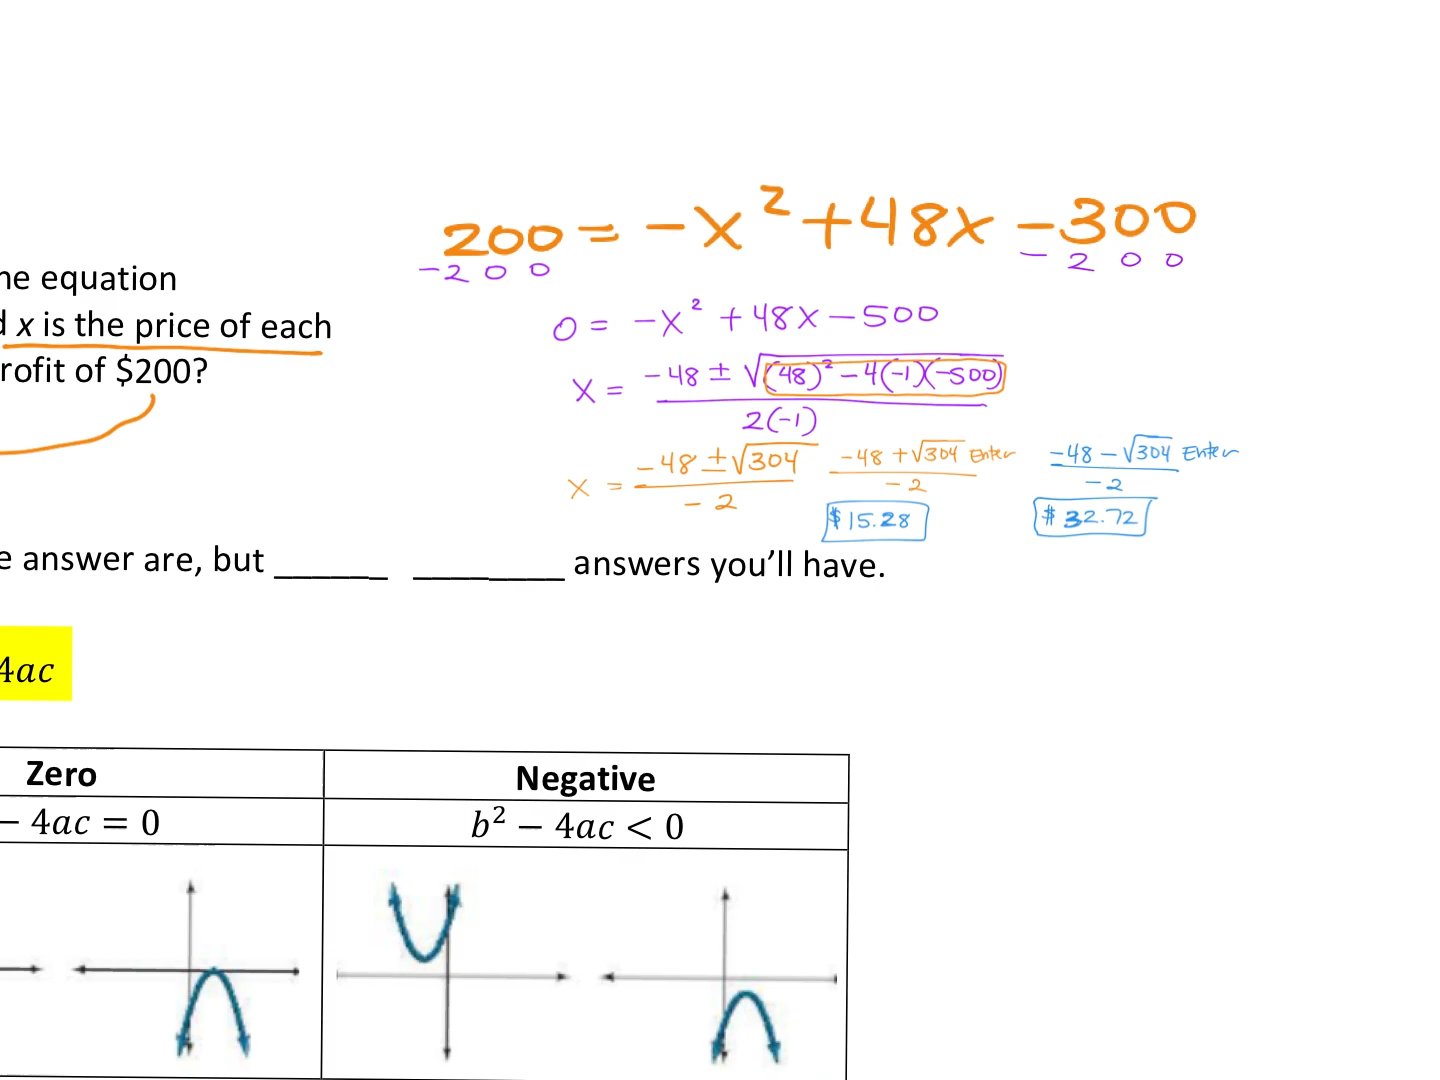 200 = -x² + 48x - 300
-200 - 200
he equation
x is the price of each
rofit of $200?
0 = -x² + 48x - 500
x = -48 ± √(48)² - 4(-1)(-500)
2(-1)
x = -48 ± √304
-2
-48 + √304 Enter
-2
$15.28
-48 - √304 Enter
-2
$32.72
e answer are, but ______ ________ answers you'll have.
4ac
Zero Negative
- 4ac = 0 b² - 4ac < 0